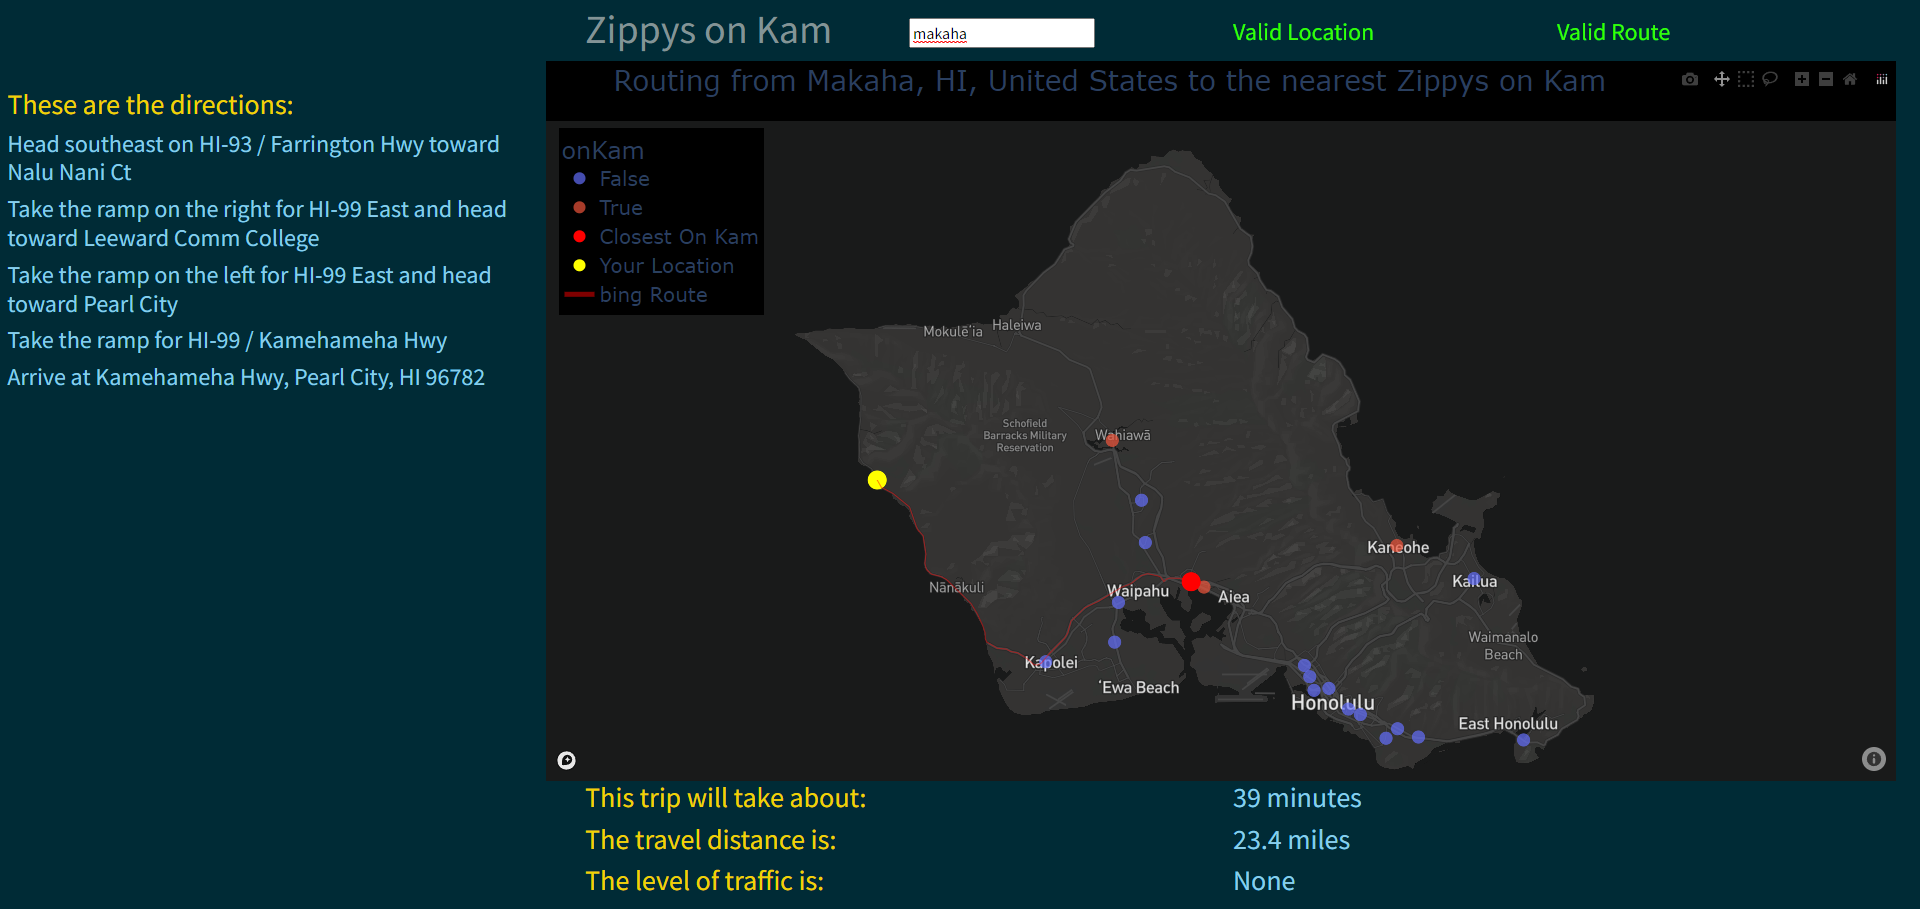 Zippys on Kam
makaha
Valid Location
Valid Route
These are the directions:
Head southeast on HI-93 / Farrington Hwy toward
Nalu Nani Ct
Take the ramp on the right for HI-99 East and head
toward Leeward Comm College
Take the ramp on the left for HI-99 East and head
toward Pearl City
Take the ramp for HI-99 / Kamehameha Hwy
Arrive at Kamehameha Hwy, Pearl City, HI 96782
Routing from Makaha, HI, United States to the nearest Zippys on Kam
onKam
False
True
Closest On Kam
Your Location
bing Route
Mokulē‘ia
Haleiwa
Schofield
Barracks Military
Reservation
Wahiawā
Kaneohe
Kailua
Nānākuli
Waipahu
Aiea
Waimanalo
Beach
Kapolei
‘Ewa Beach
Honolulu
East Honolulu
This trip will take about:
39 minutes
The travel distance is:
23.4 miles
The level of traffic is:
None